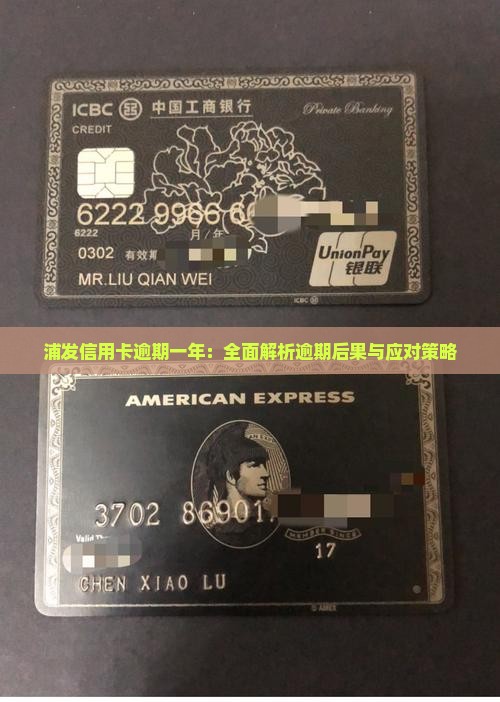 ICBC 中国工商银行
Private Banking
CREDIT
6222 9966 6
6222
月/年
0302 有效期
UnionPay
银联
MR.LIU QIAN WEI
ICBC
浦发信用卡逾期一年：全面解析逾期后果与应对策略
AMERICAN EXPRESS
3702 86901
MEMBER SINCE
Valid
17
CHEN XIAO LU
© AMEX